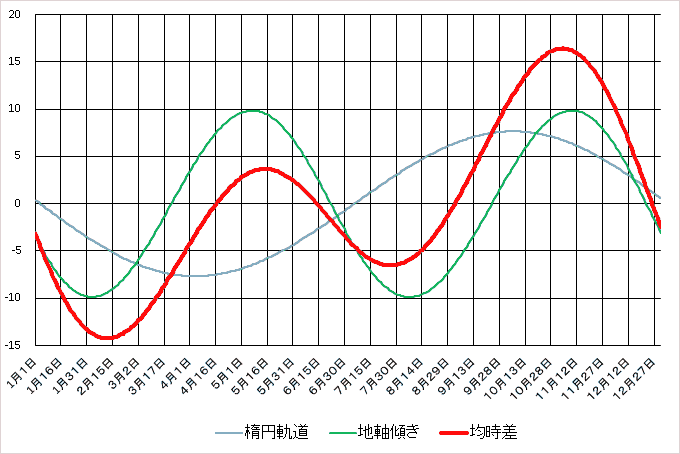 20
15
10
5
0
-5
-10
-15
1月1日
1月16日
1月31日
2月15日
3月2日
3月17日
4月1日
4月16日
5月1日
5月16日
5月31日
6月15日
6月30日
7月15日
7月30日
8月14日
8月29日
9月13日
9月28日
10月13日
10月28日
11月12日
11月27日
12月12日
12月27日
楕円軌道 地軸傾き 均時差